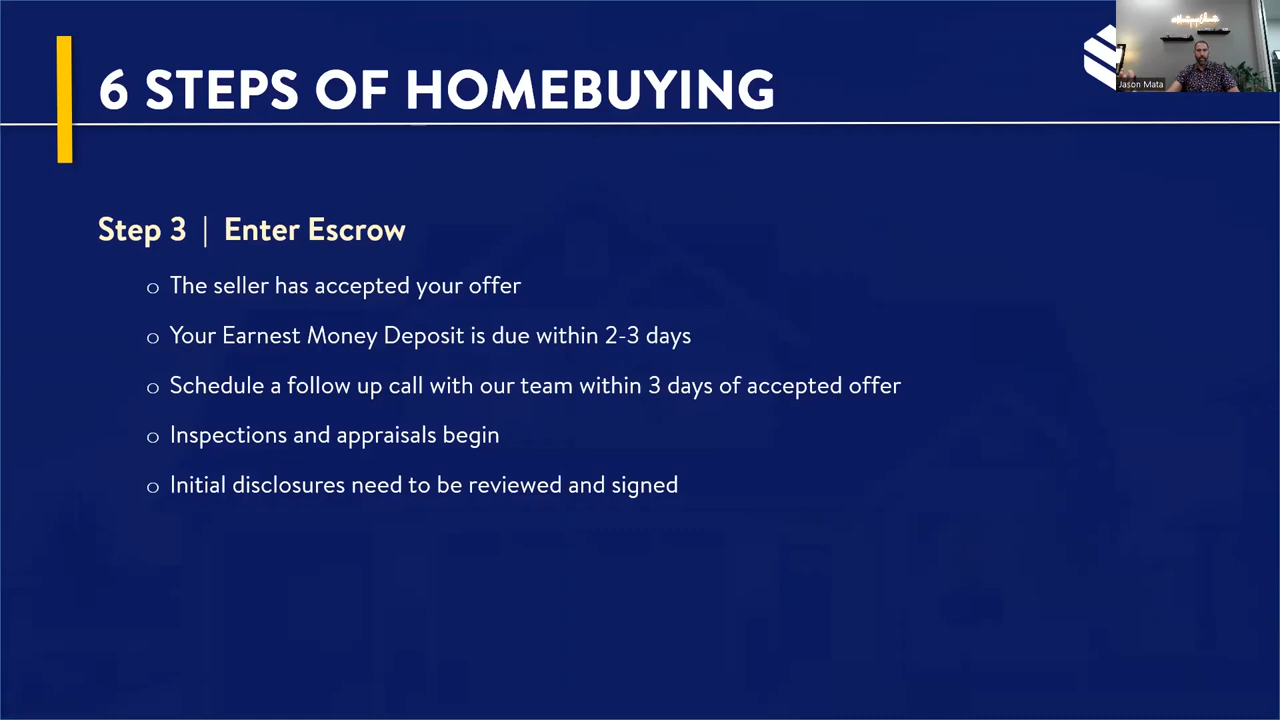 6 STEPS OF HOMEBUYING
Jason Mata
Step 3 | Enter Escrow
o The seller has accepted your offer
o Your Earnest Money Deposit is due within 2-3 days
o Schedule a follow up call with our team within 3 days of accepted offer
o Inspections and appraisals begin
o Initial disclosures need to be reviewed and signed